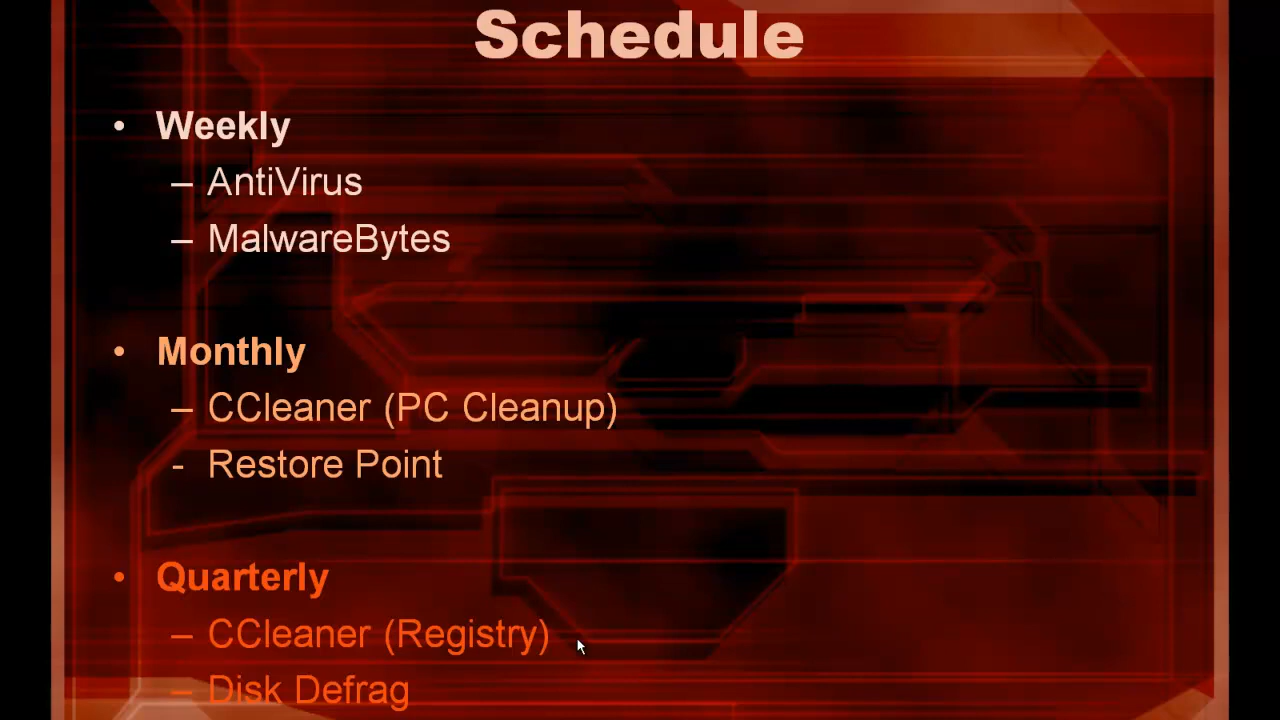 Schedule
• Weekly
– AntiVirus
– MalwareBytes
• Monthly
– CCleaner (PC Cleanup)
- Restore Point
• Quarterly
– CCleaner (Registry)
– Disk Defrag